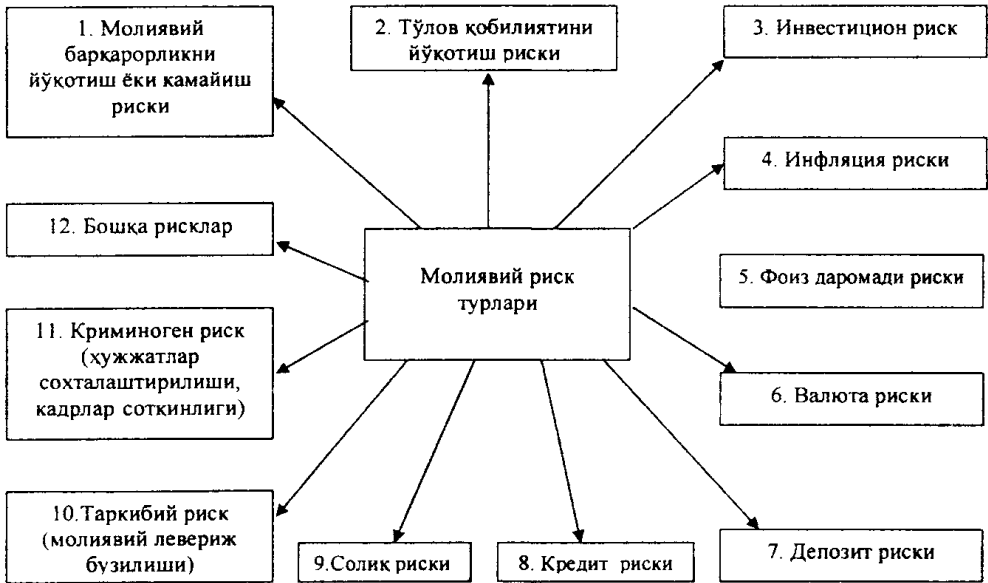 1. Молиявий
барқарорликни
йўқотиш ёки камайиш
риски
2. Тўлов қобилиятини
йўқотиш риски
3. Инвестицион риск
4. Инфляция риски
12. Бошқа рисклар
Молиявий риск
турлари
5. Фоиз даромади риски
11. Криминоген риск
(ҳужжатлар
сохталаштирилиши,
кадрлар соткинлиги)
6. Валюта риски
10.Таркибий риск
(молиявий левериж
бузилиши)
9.Солиқ риски
8. Кредит риски
7. Депозит риски